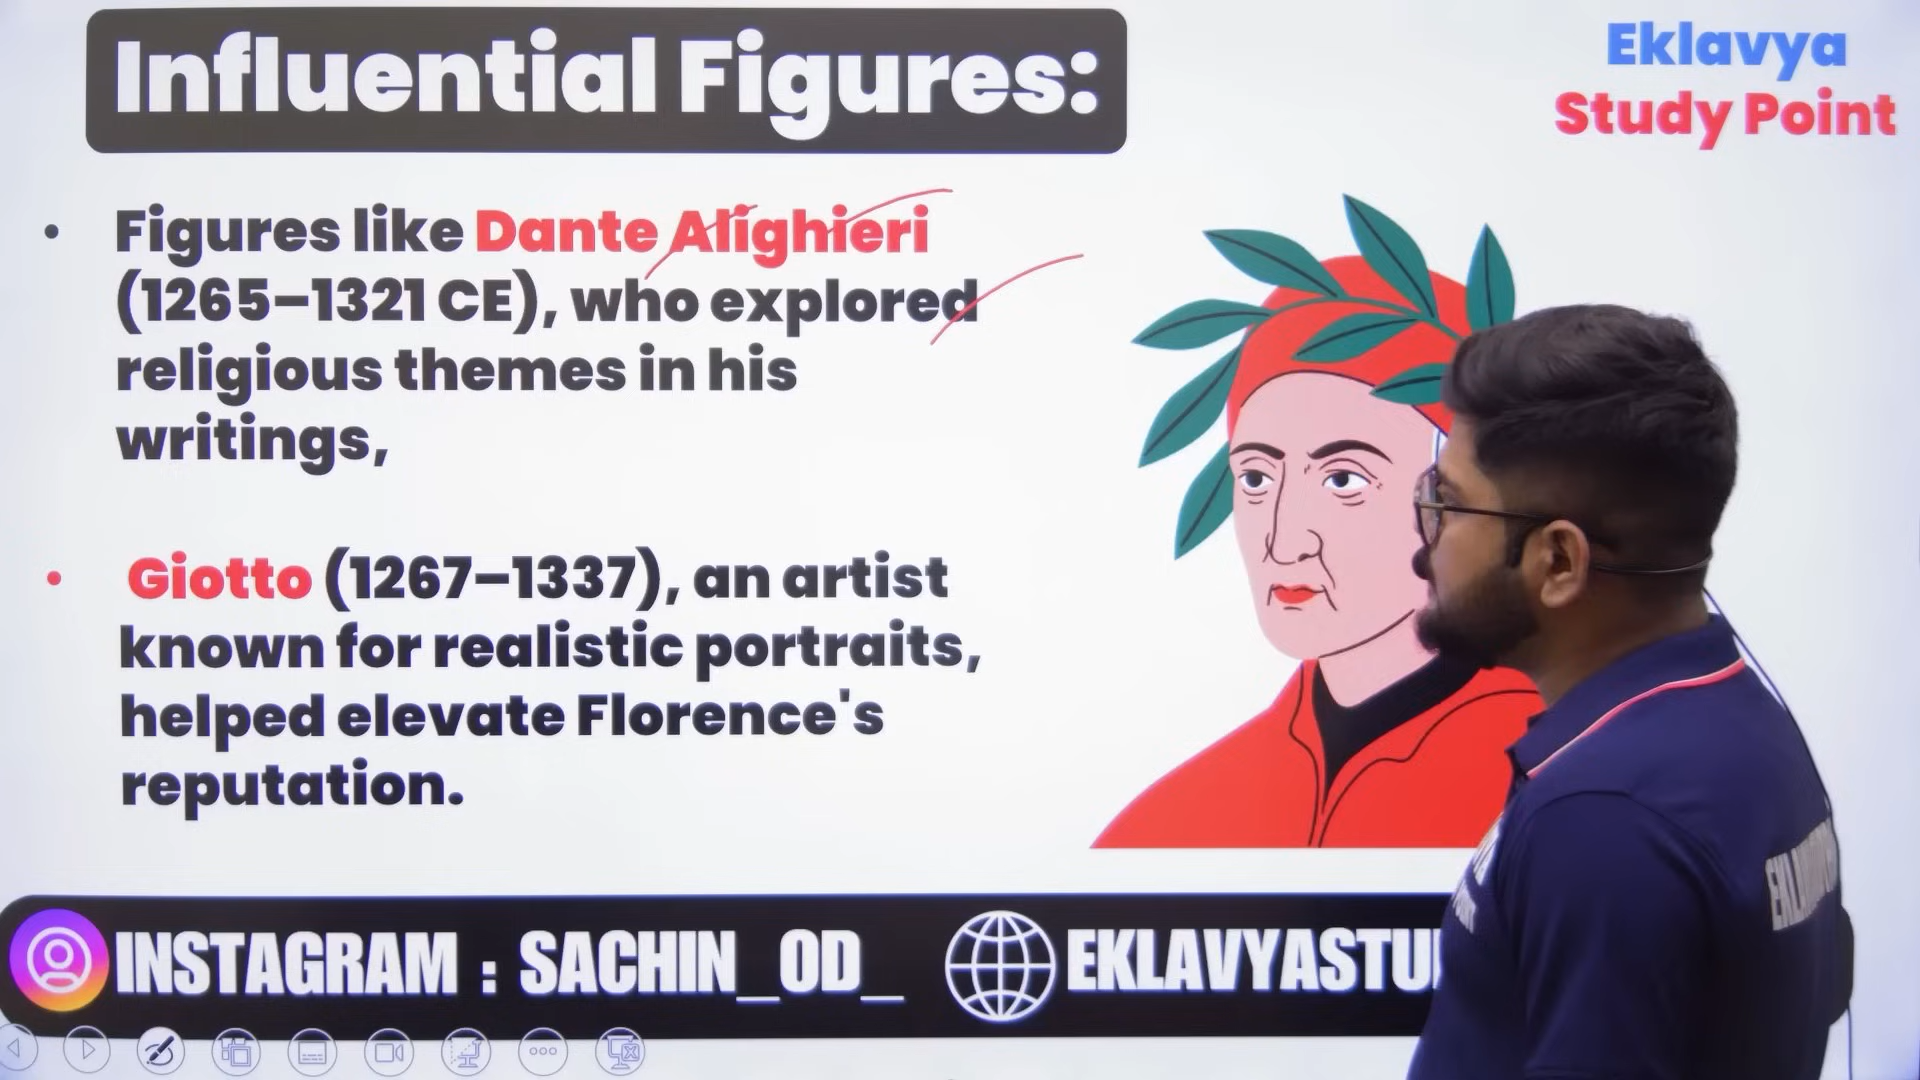 Influential Figures:
Eklavya
Study Point
• Figures like Dante Alighieri
(1265–1321 CE), who explored
religious themes in his
writings,
• Giotto (1267–1337), an artist
known for realistic portraits,
helped elevate Florence's
reputation.
INSTAGRAM : SACHIN_OD_